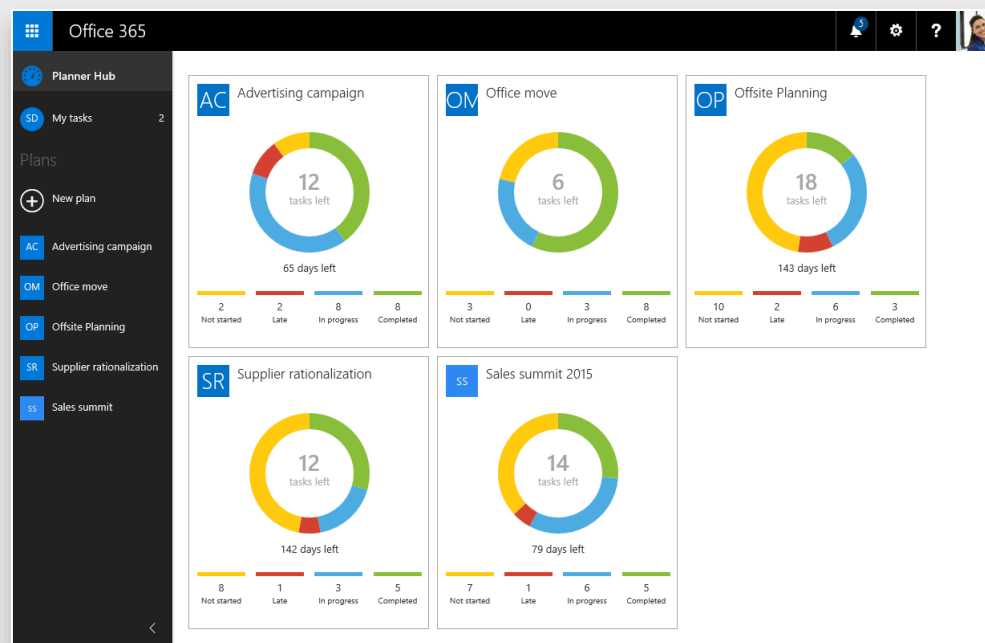 Office 365
5
?
Planner Hub
SD My tasks 2
Plans
New plan
AC Advertising campaign
OM Office move
OP Offsite Planning
SR Supplier rationalization
SS Sales summit
AC Advertising campaign
12
tasks left
65 days left
2 2 8 8
Not started Late In progress Completed
OM Office move
6
tasks left
3 0 3 8
Not started Late In progress Completed
OP Offsite Planning
18
tasks left
143 days left
10 2 6 3
Not started Late In progress Completed
SR Supplier rationalization
12
tasks left
142 days left
8 1 3 5
Not started Late In progress Completed
SS Sales summit 2015
14
tasks left
79 days left
7 1 6 5
Not started Late In progress Completed